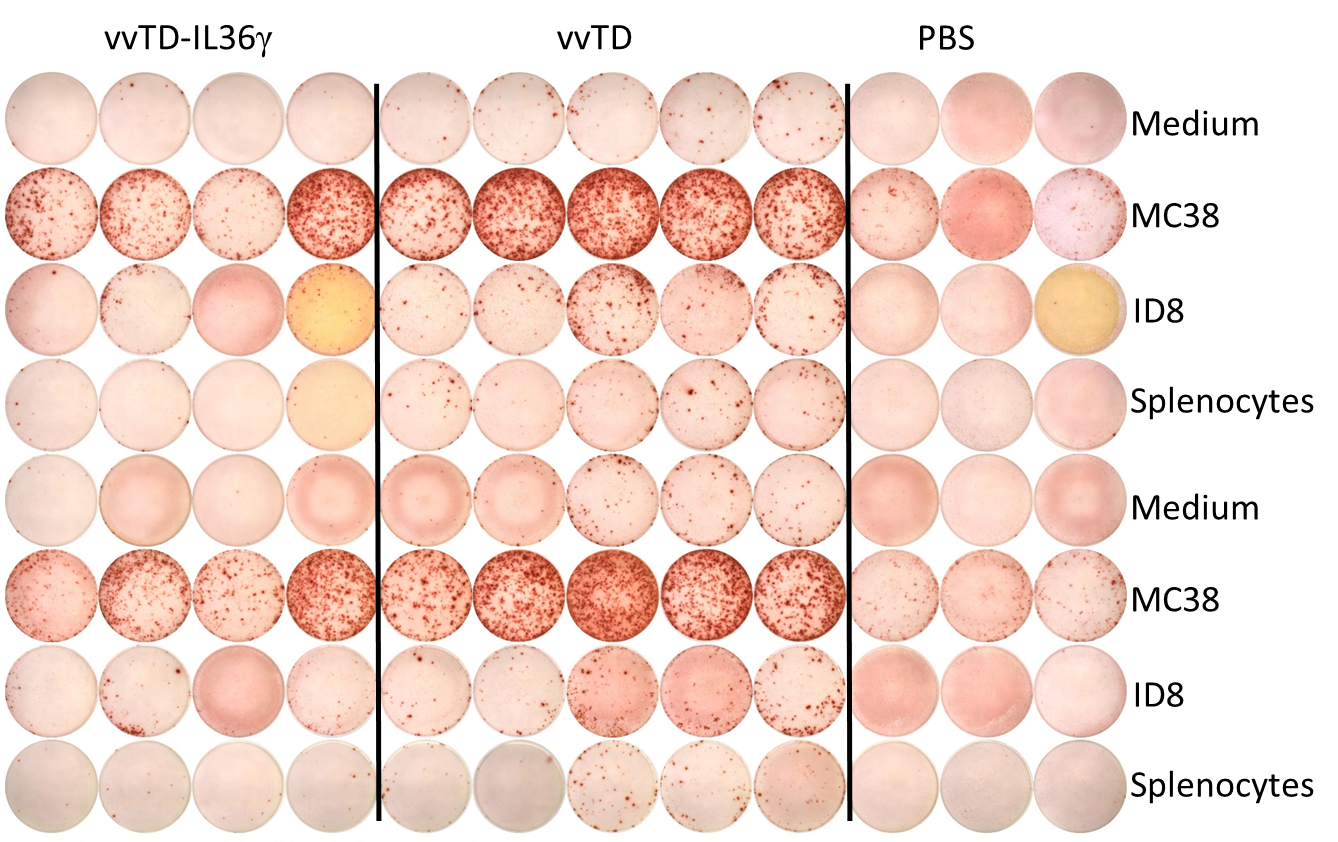 vvTD-IL36γ vvTD PBS
Medium
MC38
ID8
Splenocytes
Medium
MC38
ID8
Splenocytes